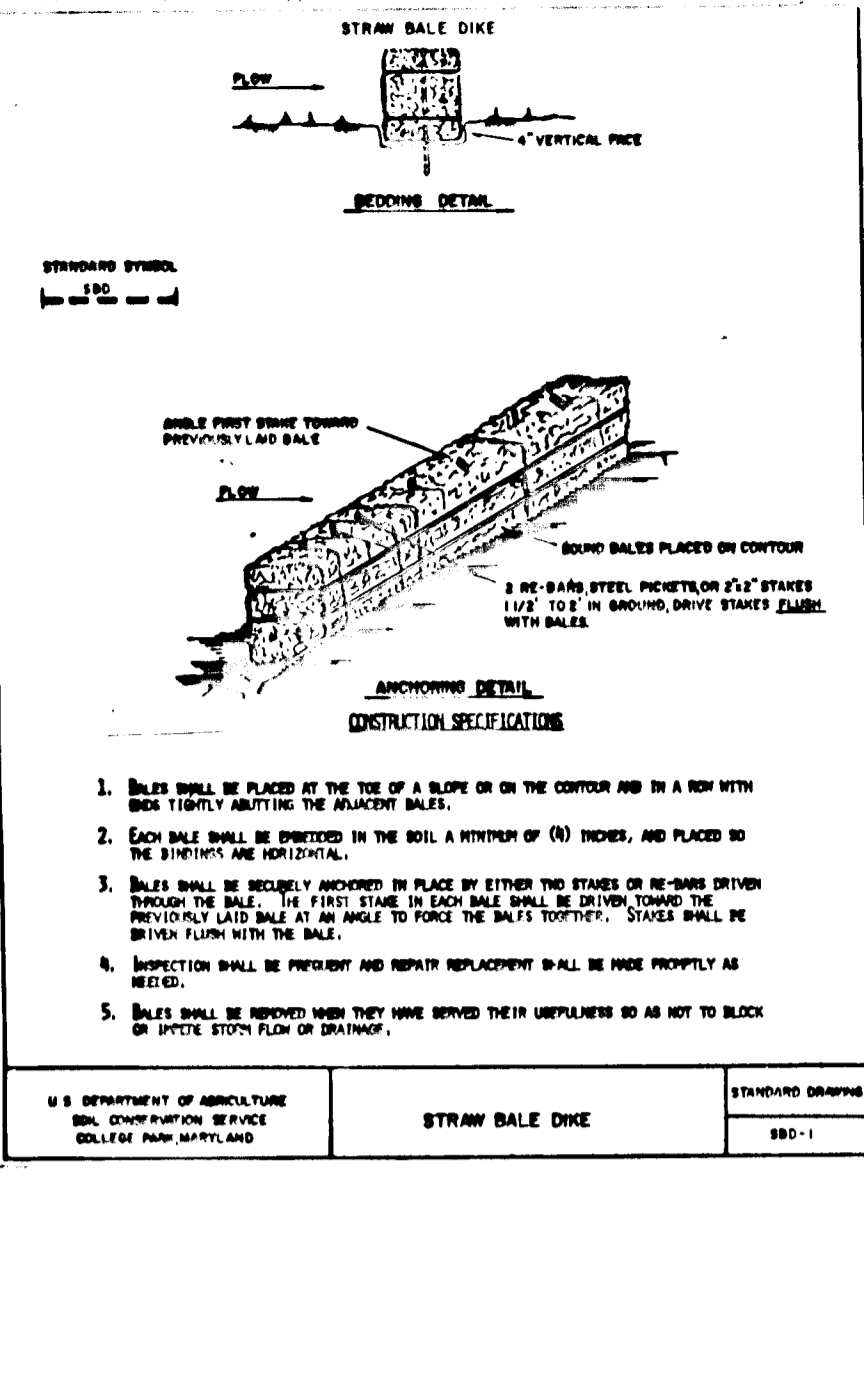 STRAW BALE DIKE
FLOW
4" VERTICAL FACE
BEDDING DETAIL
STANDARD SYMBOL
SBD
ANGLE FIRST STAKE TOWARD
PREVIOUSLY LAID BALE
FLOW
BOUND BALES PLACED ON CONTOUR
2 RE-BARS, STEEL PICKETS, OR 2"x2" STAKES
1 1/2' TO 2' IN GROUND, DRIVE STAKES FLUSH
WITH BALES.
ANCHORING DETAIL
CONSTRUCTION SPECIFICATIONS
1. BALES SHALL BE PLACED AT THE TOE OF A SLOPE OR ON THE CONTOUR AND IN A ROW WITH
ENDS TIGHTLY ABUTTING THE ADJACENT BALES.
2. EACH BALE SHALL BE EMBEDDED IN THE SOIL A MINIMUM OF (4) INCHES, AND PLACED SO
THE BINDINGS ARE HORIZONTAL.
3. BALES SHALL BE SECURELY ANCHORED IN PLACE BY EITHER TWO STAKES OR RE-BARS DRIVEN
THROUGH THE BALE. THE FIRST STAKE IN EACH BALE SHALL BE DRIVEN TOWARD THE
PREVIOUSLY LAID BALE AT AN ANGLE TO FORCE THE BALES TOGETHER. STAKES SHALL BE
DRIVEN FLUSH WITH THE BALE.
4. INSPECTION SHALL BE FREQUENT AND REPAIR REPLACEMENT SHALL BE MADE PROMPTLY AS
NEEDED.
5. BALES SHALL BE REMOVED WHEN THEY HAVE SERVED THEIR USEFULNESS SO AS NOT TO BLOCK
OR IMPEDE STORM FLOW OR DRAINAGE.
U S DEPARTMENT OF AGRICULTURE
SOIL CONSERVATION SERVICE
COLLEGE PARK, MARYLAND
STRAW BALE DIKE
STANDARD DRAWING
SBD-1